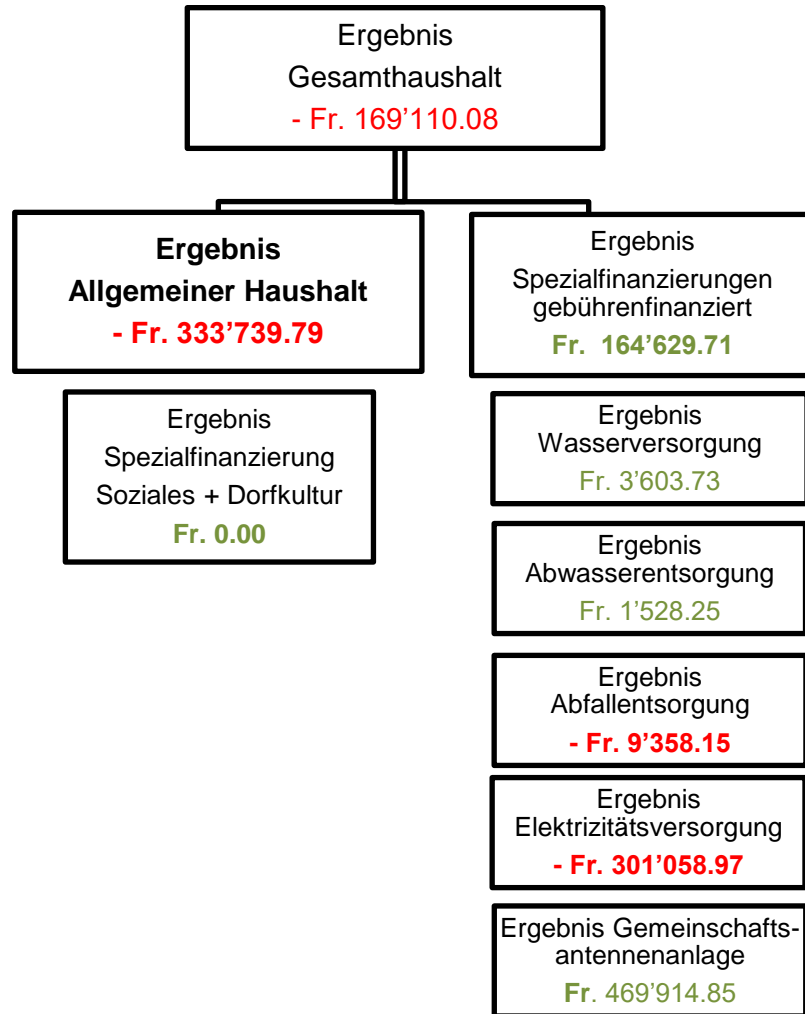 Ergebnis
Gesamthaushalt
- Fr. 169’110.08
Ergebnis
Allgemeiner Haushalt
- Fr. 333’739.79
Ergebnis
Spezialfinanzierung
Soziales + Dorfkultur
Fr. 0.00
Ergebnis
Spezialfinanzierungen
gebührenfinanziert
Fr. 164’629.71
Ergebnis
Wasserversorgung
Fr. 3’603.73
Ergebnis
Abwasserentsorgung
Fr. 1’528.25
Ergebnis
Abfallentsorgung
- Fr. 9’358.15
Ergebnis
Elektrizitätsversorgung
- Fr. 301’058.97
Ergebnis Gemeinschafts-
antennenanlage
Fr. 469’914.85